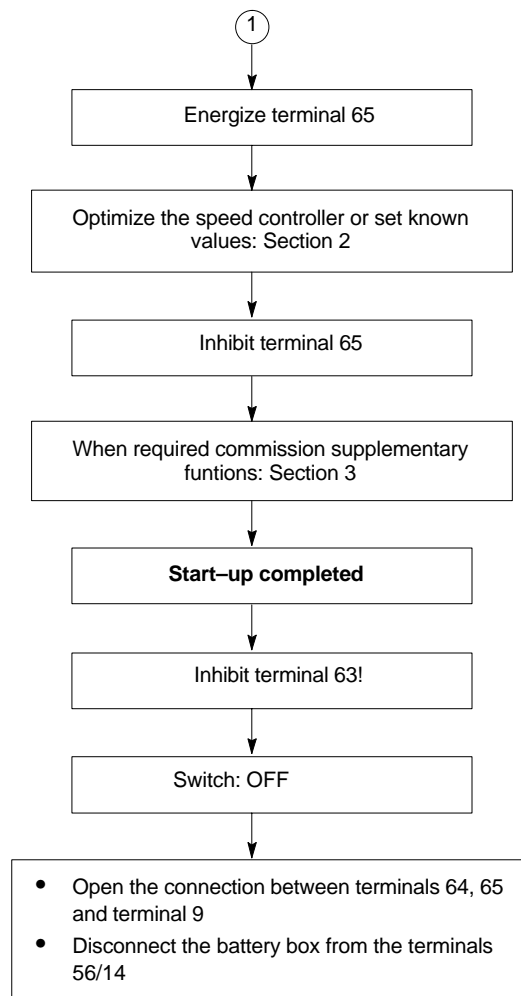 1
Energize terminal 65
Optimize the speed controller or set known
values: Section 2
Inhibit terminal 65
When required commission supplementary
funtions: Section 3
Start–up completed
Inhibit terminal 63!
Switch: OFF
• Open the connection between terminals 64, 65
and terminal 9
• Disconnect the battery box from the terminals
56/14